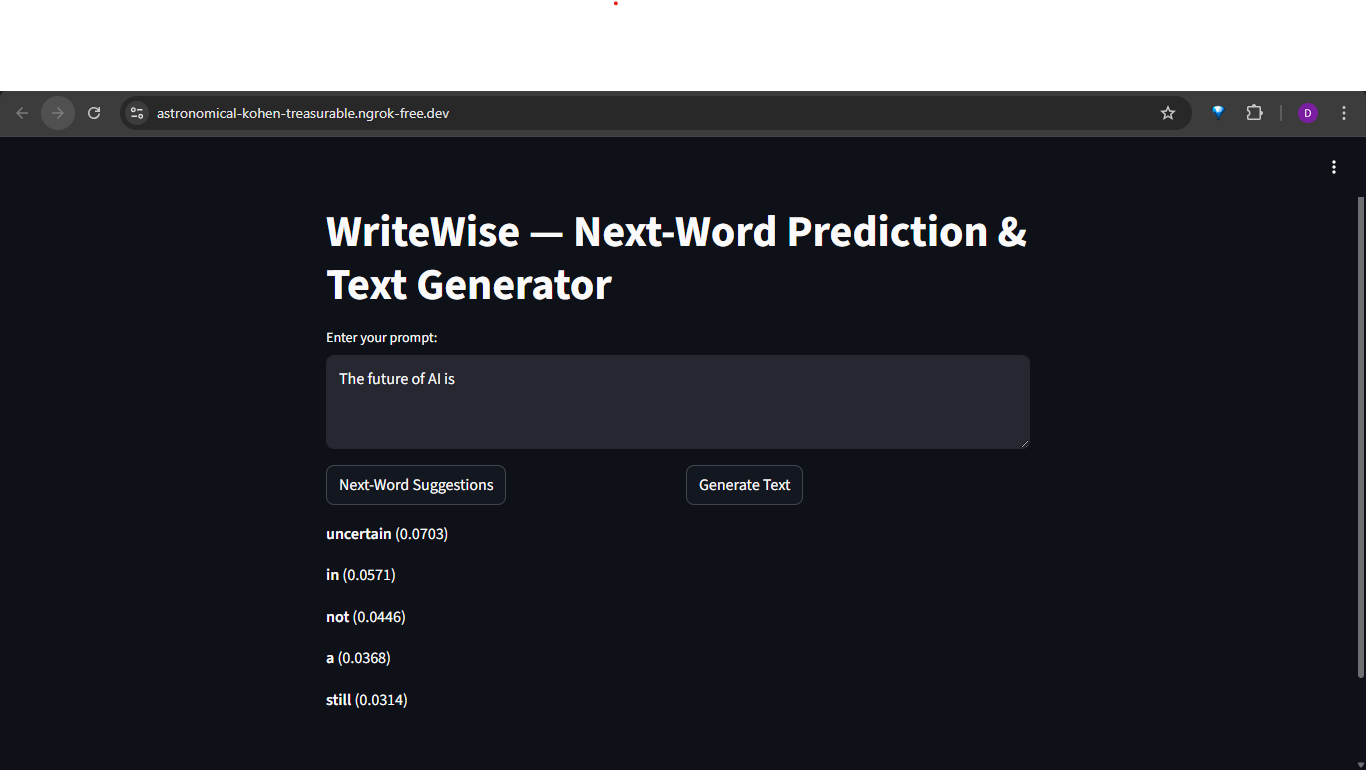 astronomical-kohen-treasurable.ngrok-free.dev
D
WriteWise — Next-Word Prediction &
Text Generator
Enter your prompt:
The future of AI is
Next-Word Suggestions
Generate Text
uncertain (0.0703)
in (0.0571)
not (0.0446)
a (0.0368)
still (0.0314)